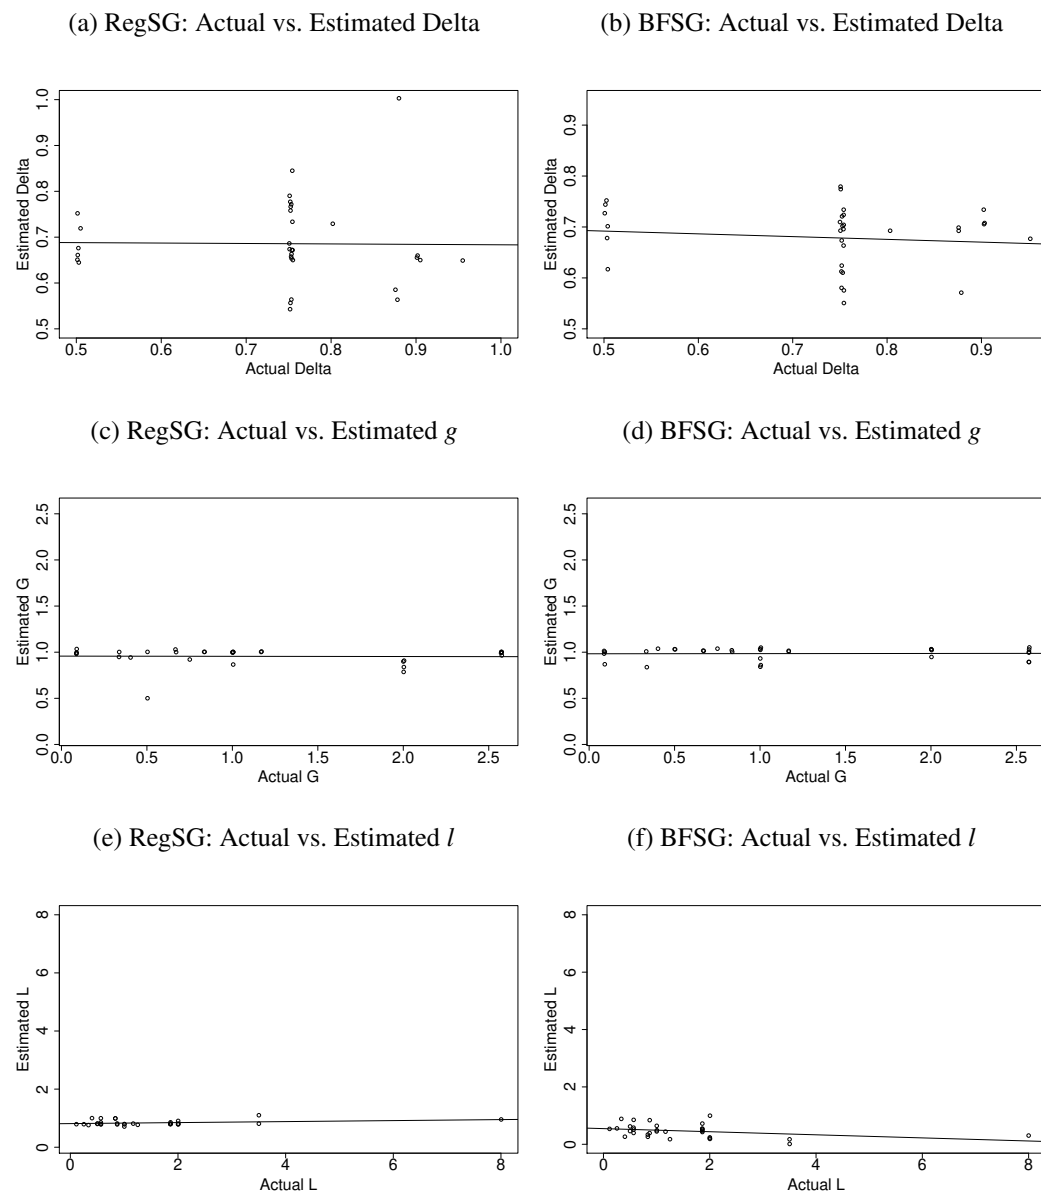 (a) RegSG: Actual vs. Estimated Delta
(b) BFSG: Actual vs. Estimated Delta
Estimated Delta
0.5 0.6 0.7 0.8 0.9 1.0
0.5 0.6 0.7 0.8 0.9 1.0
Actual Delta
Estimated Delta
0.5 0.6 0.7 0.8 0.9
0.5 0.6 0.7 0.8 0.9
Actual Delta
(c) RegSG: Actual vs. Estimated g
(d) BFSG: Actual vs. Estimated g
Estimated G
0.0 0.5 1.0 1.5 2.0 2.5
0.0 0.5 1.0 1.5 2.0 2.5
Actual G
Estimated G
0.0 0.5 1.0 1.5 2.0 2.5
0.0 0.5 1.0 1.5 2.0 2.5
Actual G
(e) RegSG: Actual vs. Estimated l
(f) BFSG: Actual vs. Estimated l
Estimated L
0 2 4 6 8
0 2 4 6 8
Actual L
Estimated L
0 2 4 6 8
0 2 4 6 8
Actual L